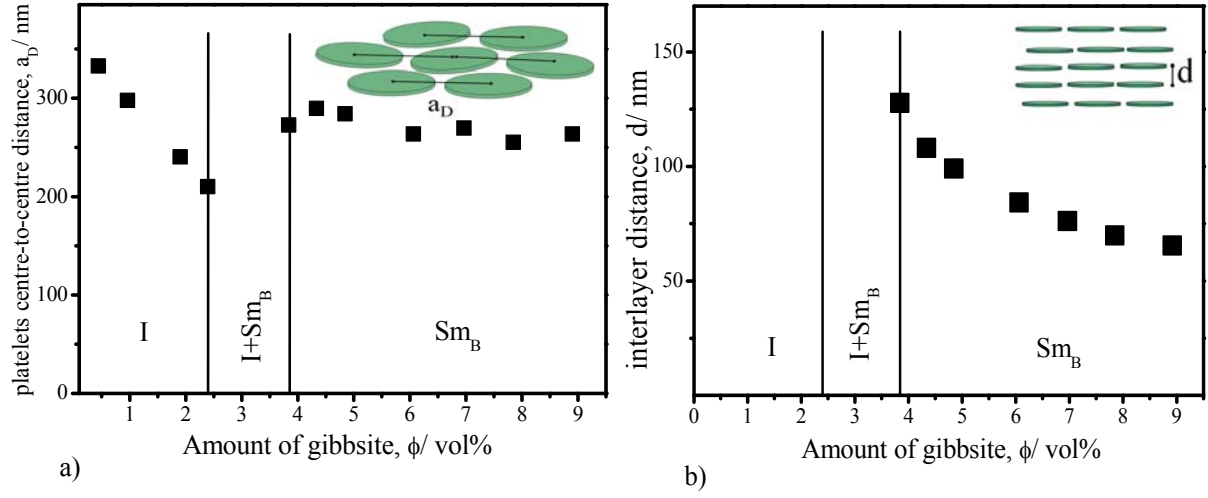 platelets centre-to-centre distance, a_D/ nm
300
200
100
0
a_D
I
I+Sm_B
Sm_B
1 2 3 4 5 6 7 8 9
Amount of gibbsite, ϕ/ vol%
a)
interlayer distance, d/ nm
150
100
50
d
I
I+Sm_B
Sm_B
0 1 2 3 4 5 6 7 8 9
Amount of gibbsite, ϕ/ vol%
b)